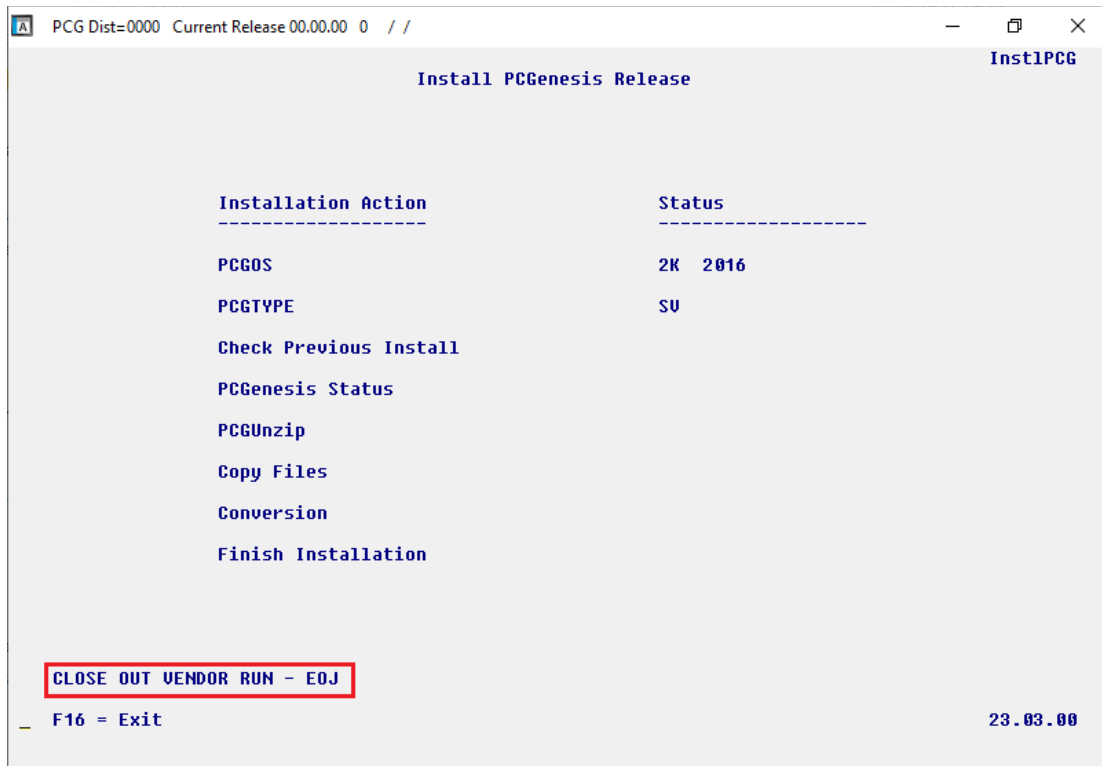 PCG Dist=0000 Current Release 00.00.00 0 / /
InstlPCG
Install PCGenesis Release
Installation Action Status
------------------- -------------------
PCGOS 2K 2016
PCGTYPE SV
Check Previous Install
PCGenesis Status
PCGUnzip
Copy Files
Conversion
Finish Installation
CLOSE OUT VENDOR RUN - EOJ
_ F16 = Exit 23.03.00